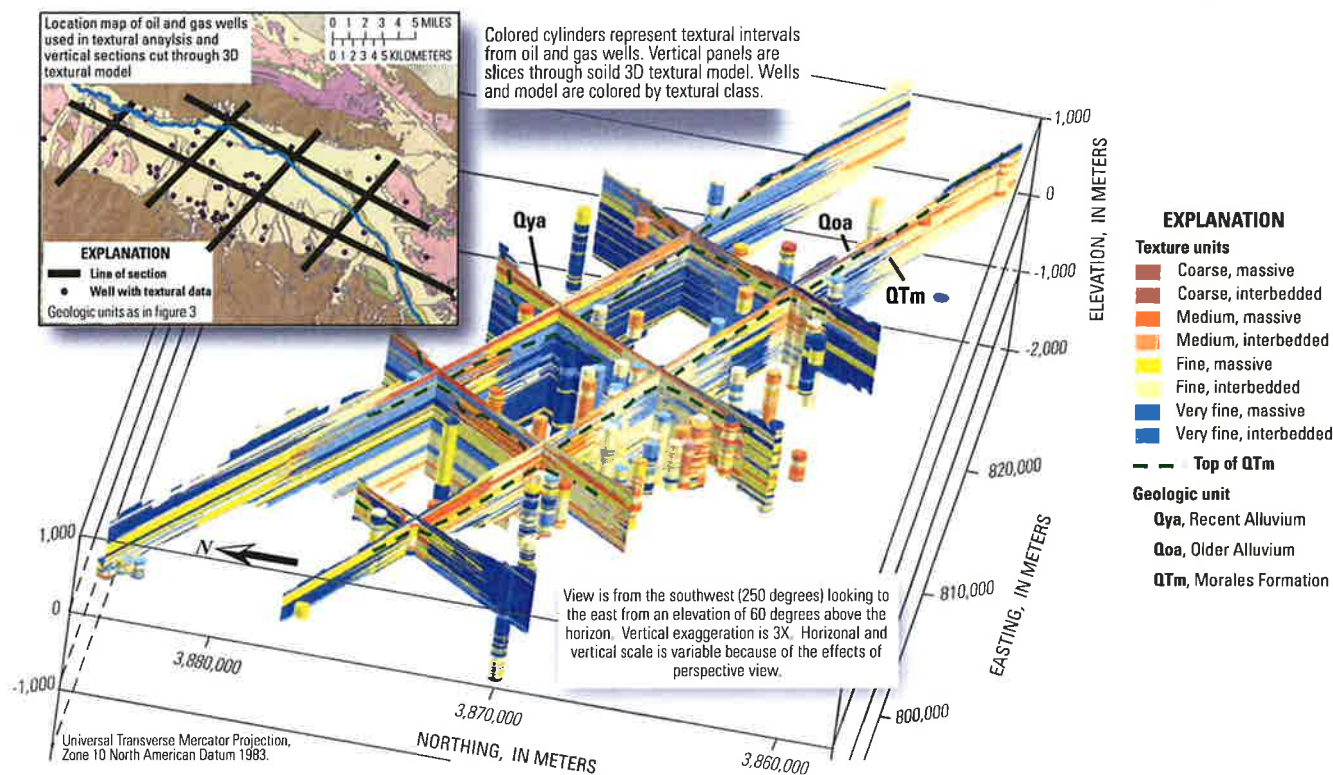 Location map of oil and gas wells
used in textural anaylsis and
vertical sections cut through 3D
textural model
0 1 2 3 4 5 MILES
0 1 2 3 4 5 KILOMETERS
EXPLANATION
Line of section
Well with textural data
Geologic units as in figure 3
Colored cylinders represent textural intervals
from oil and gas wells. Vertical panels are
slices through soild 3D textural model. Wells
and model are colored by textural class.
1,000
0
-1,000
-2,000
ELEVATION, IN METERS
Qya
Qoa
QTm
EXPLANATION
Texture units
Coarse, massive
Coarse, interbedded
Medium, massive
Medium, interbedded
Fine, massive
Fine, interbedded
Very fine, massive
Very fine, interbedded
Top of QTm
Geologic unit
Qya, Recent Alluvium
Qoa, Older Alluvium
QTm, Morales Formation
820,000
810,000
800,000
EASTING, IN METERS
1,000
0
-1,000
N
View is from the southwest (250 degrees) looking to
the east from an elevation of 60 degrees above the
horizon. Vertical exaggeration is 3X. Horizonal and
vertical scale is variable because of the effects of
perspective view.
3,880,000
3,870,000
3,860,000
NORTHING, IN METERS
Universal Transverse Mercator Projection,
Zone 10 North American Datum 1983.